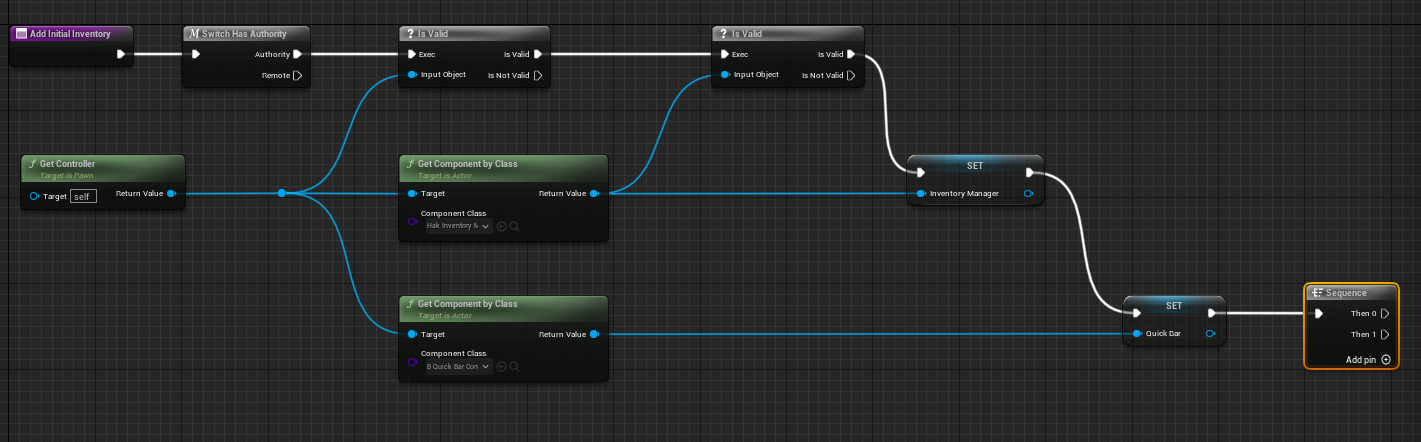 Add Initial Inventory
Switch Has Authority
Authority
Remote
? Is Valid
Exec
Is Valid
Input Object
Is Not Valid
? Is Valid
Exec
Is Valid
Input Object
Is Not Valid
f Get Controller
Target is Pawn
Target self
Return Value
f Get Component by Class
Target is Actor
Target
Return Value
Component Class
Hak Inventory M
SET
Inventory Manager
f Get Component by Class
Target is Actor
Target
Return Value
Component Class
B Quick Bar Con
SET
Quick Bar
Sequence
Then 0
Then 1
Add pin